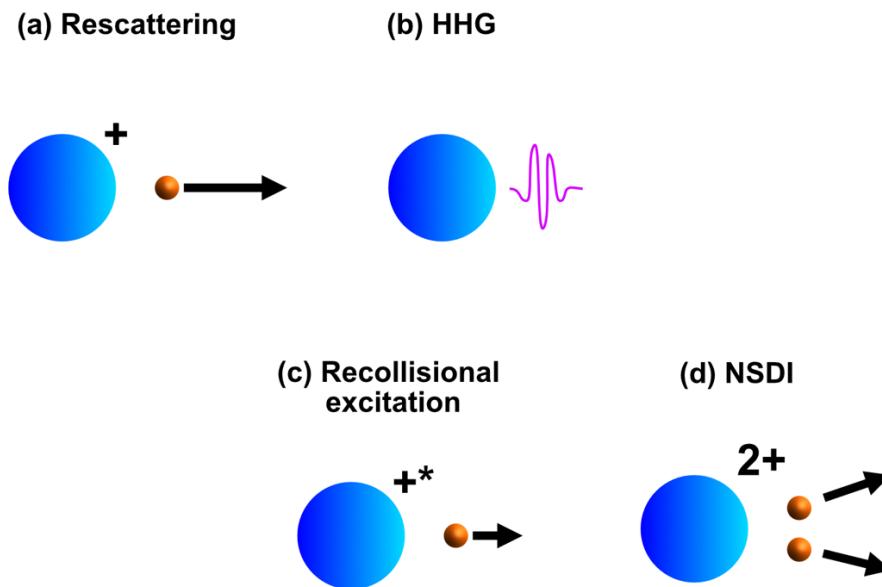 (a) Rescattering
(b) HHG
+
(c) Recollisional
excitation
(d) NSDI
+*
2+